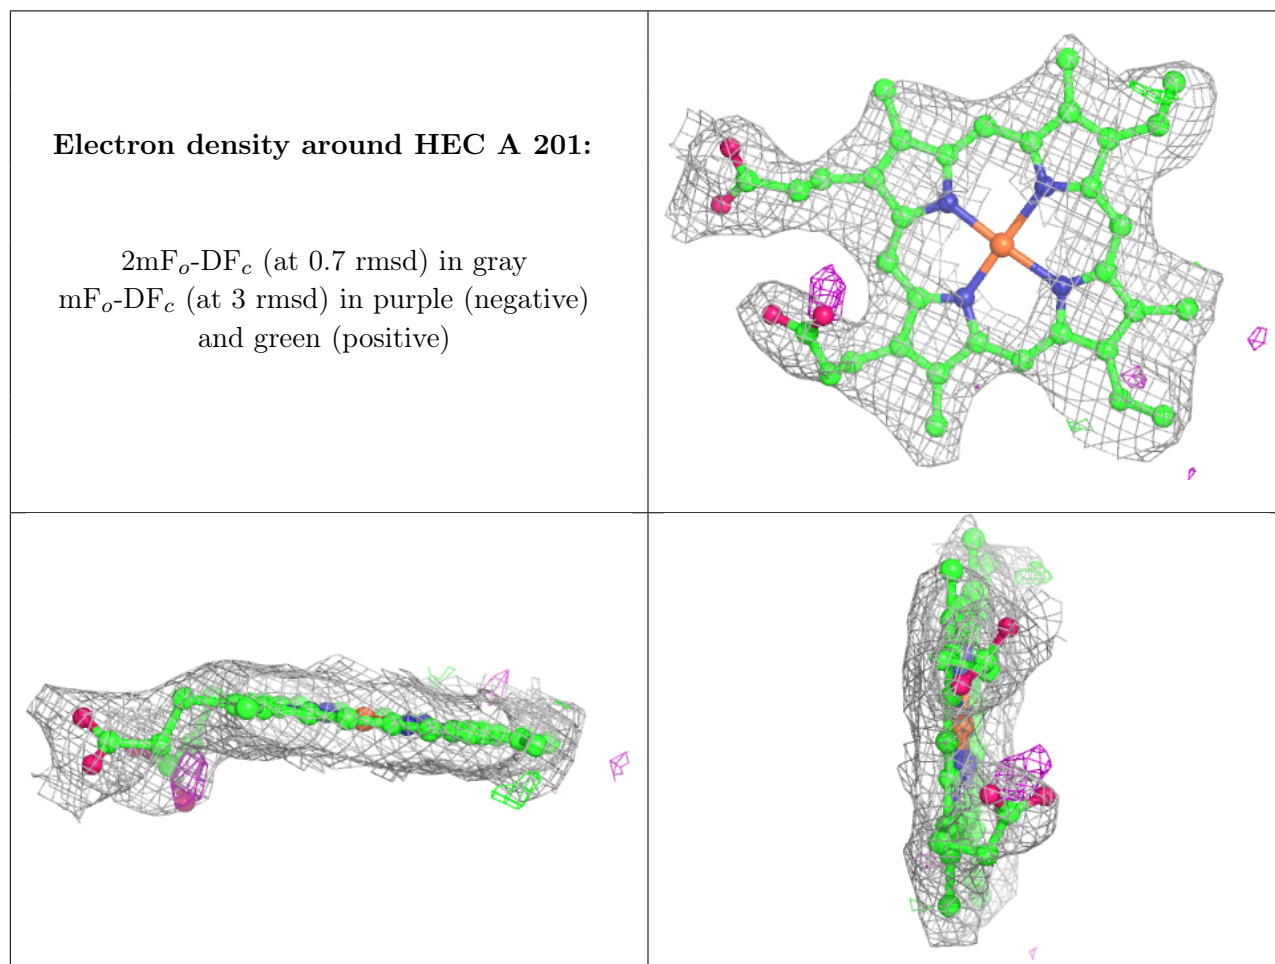 Electron density around HEC A 201:
2mFo-DFc (at 0.7 rmsd) in gray
mFo-DFc (at 3 rmsd) in purple (negative)
and green (positive)